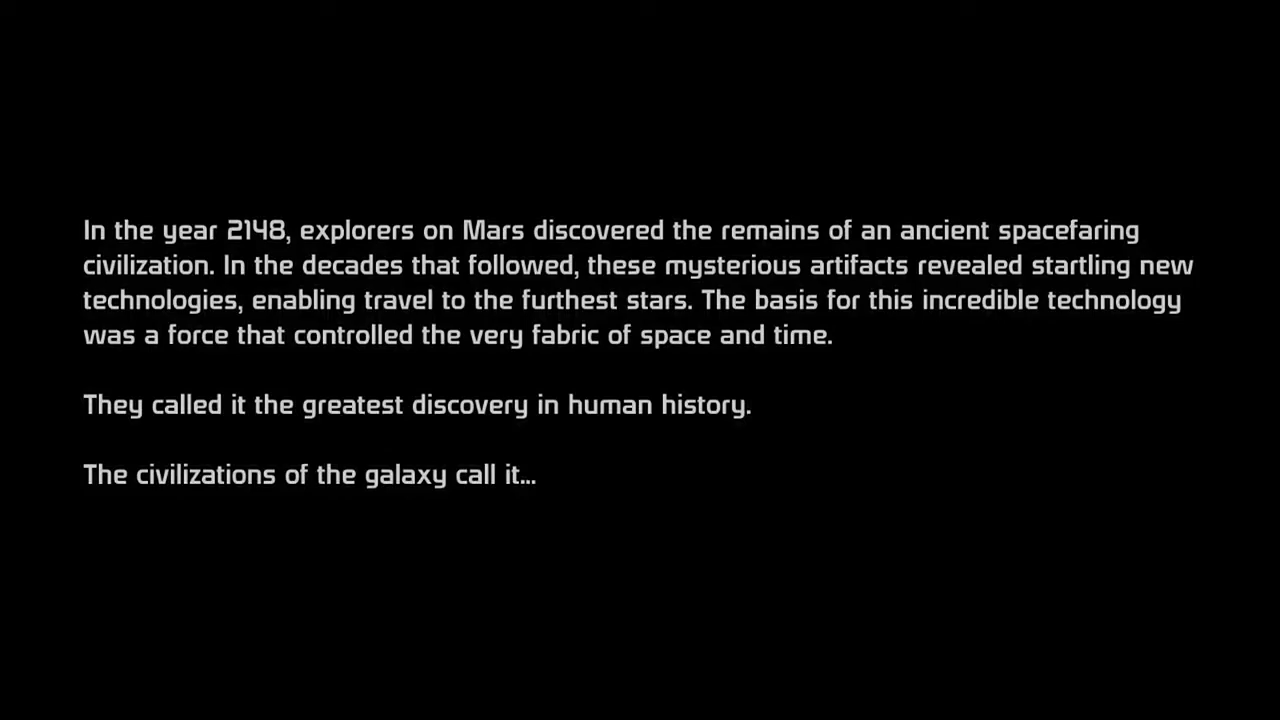 In the year 2148, explorers on Mars discovered the remains of an ancient spacefaring
civilization. In the decades that followed, these mysterious artifacts revealed startling new
technologies, enabling travel to the furthest stars. The basis for this incredible technology
was a force that controlled the very fabric of space and time.
They called it the greatest discovery in human history.
The civilizations of the galaxy call it...